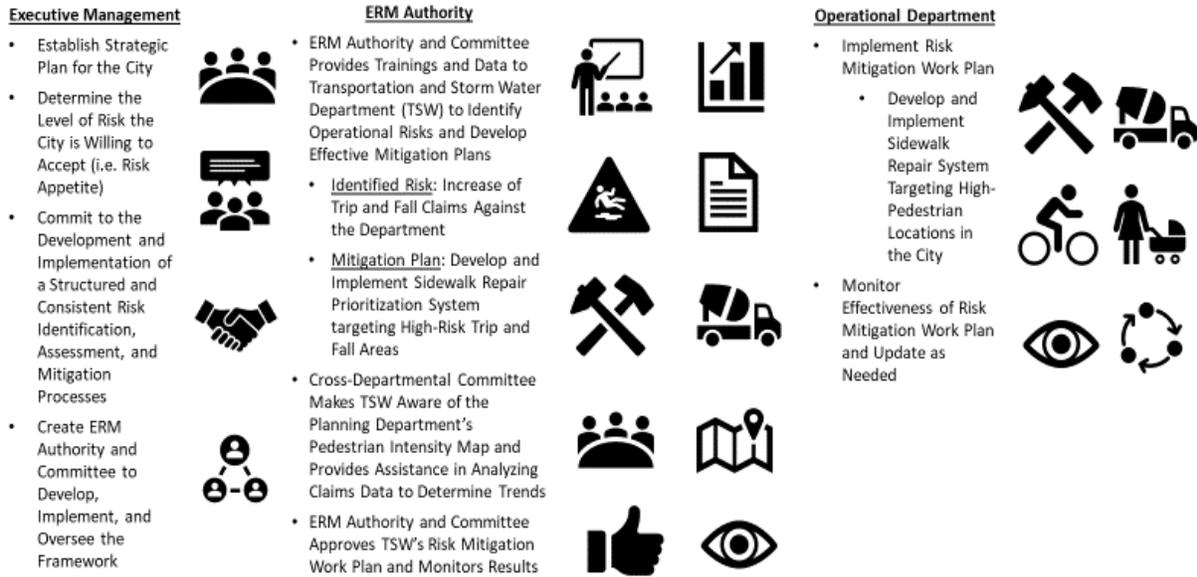 Executive Management
• Establish Strategic
Plan for the City
• Determine the
Level of Risk the
City is Willing to
Accept (i.e. Risk
Appetite)
• Commit to the
Development and
Implementation of
a Structured and
Consistent Risk
Identification,
Assessment, and
Mitigation
Processes
• Create ERM
Authority and
Committee to
Develop,
Implement, and
Oversee the
Framework
ERM Authority
• ERM Authority and Committee
Provides Trainings and Data to
Transportation and Storm Water
Department (TSW) to Identify
Operational Risks and Develop
Effective Mitigation Plans
• Identified Risk: Increase of
Trip and Fall Claims Against
the Department
• Mitigation Plan: Develop and
Implement Sidewalk Repair
Prioritization System
targeting High-Risk Trip and
Fall Areas
• Cross-Departmental Committee
Makes TSW Aware of the
Planning Department's
Pedestrian Intensity Map and
Provides Assistance in Analyzing
Claims Data to Determine Trends
• ERM Authority and Committee
Approves TSW's Risk Mitigation
Work Plan and Monitors Results
Operational Department
• Implement Risk
Mitigation Work Plan
• Develop and
Implement
Sidewalk
Repair System
Targeting High-
Pedestrian
Locations in
the City
• Monitor
Effectiveness of Risk
Mitigation Work Plan
and Update as
Needed